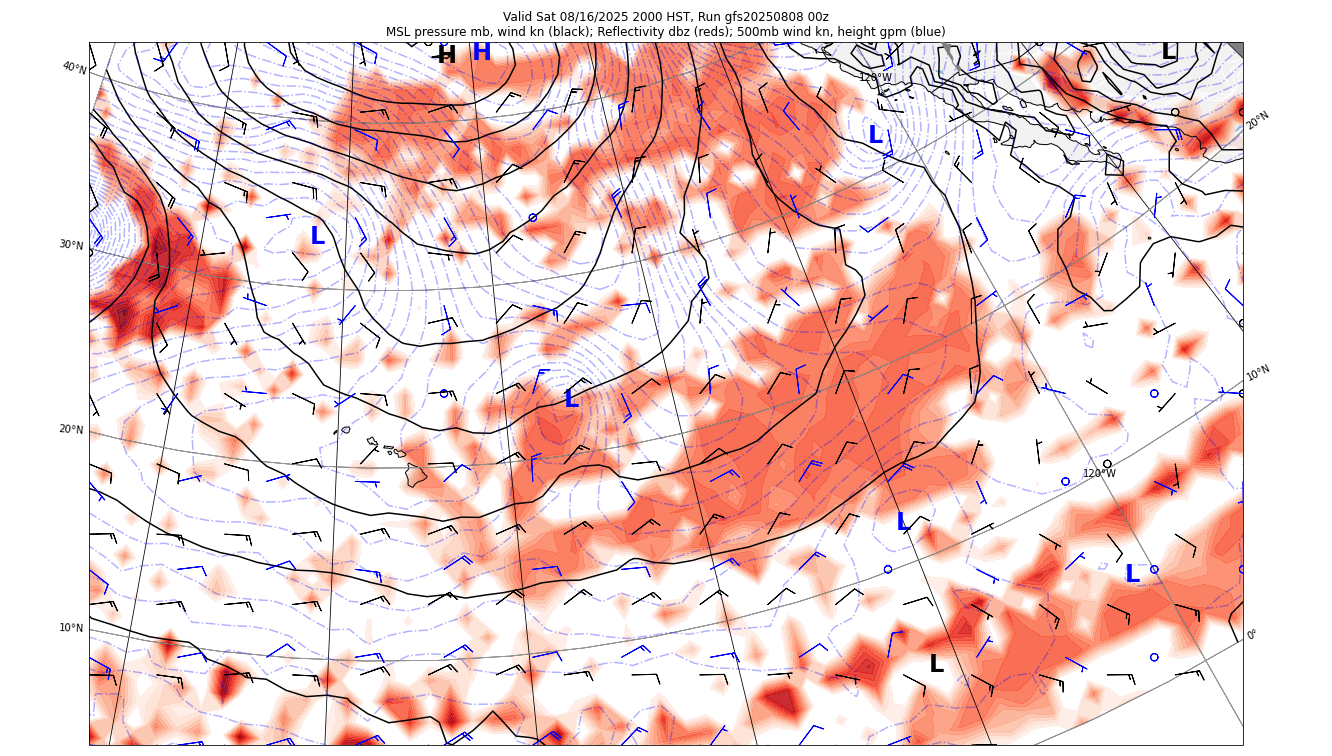 Valid Sat 08/16/2025 2000 HST, Run gfs20250808 00z
MSL pressure mb, wind kn (black); Reflectivity dbz (reds); 500mb wind kn, height gpm (blue)
H H L
40°N
120°W
20°N
L
L
30°N
10°N
L
20°N
120°W
L
L
10°N
0°
L